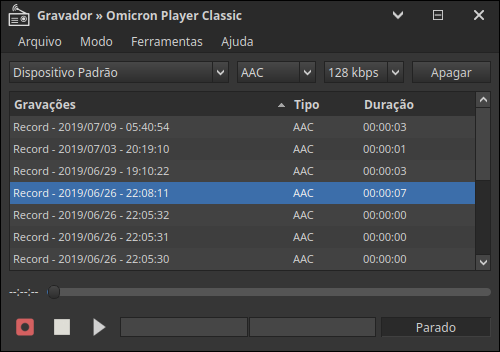 Gravador » Omicron Player Classic
Arquivo Modo Ferramentas Ajuda
Dispositivo Padrão AAC 128 kbps Apagar
Gravações Tipo Duração
Record - 2019/07/09 - 05:40:54 AAC 00:00:03
Record - 2019/07/03 - 20:19:10 AAC 00:00:01
Record - 2019/06/29 - 19:10:22 AAC 00:00:03
Record - 2019/06/26 - 22:08:11 AAC 00:00:07
Record - 2019/06/26 - 22:05:32 AAC 00:00:00
Record - 2019/06/26 - 22:05:31 AAC 00:00:00
Record - 2019/06/26 - 22:05:30 AAC 00:00:00
--:--:--
Parado